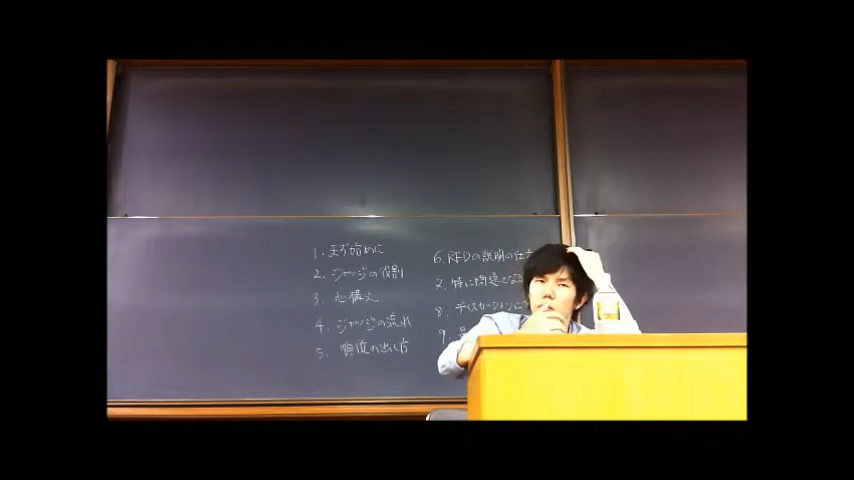 1. まず始めに
2. ジャッジの役割
3. 心構え
4. ジャッジの流れ
5. 順位の出し方
6. RFDの説明の仕方
7. 特に問題とな
8. ディスカッション
9.